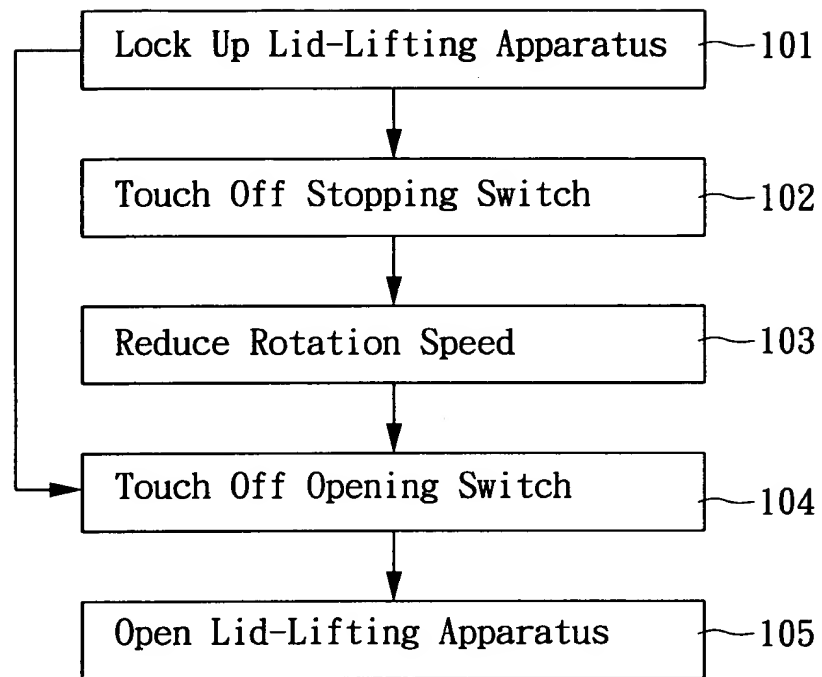 Lock Up Lid-Lifting Apparatus 101
Touch Off Stopping Switch 102
Reduce Rotation Speed 103
Touch Off Opening Switch 104
Open Lid-Lifting Apparatus 105